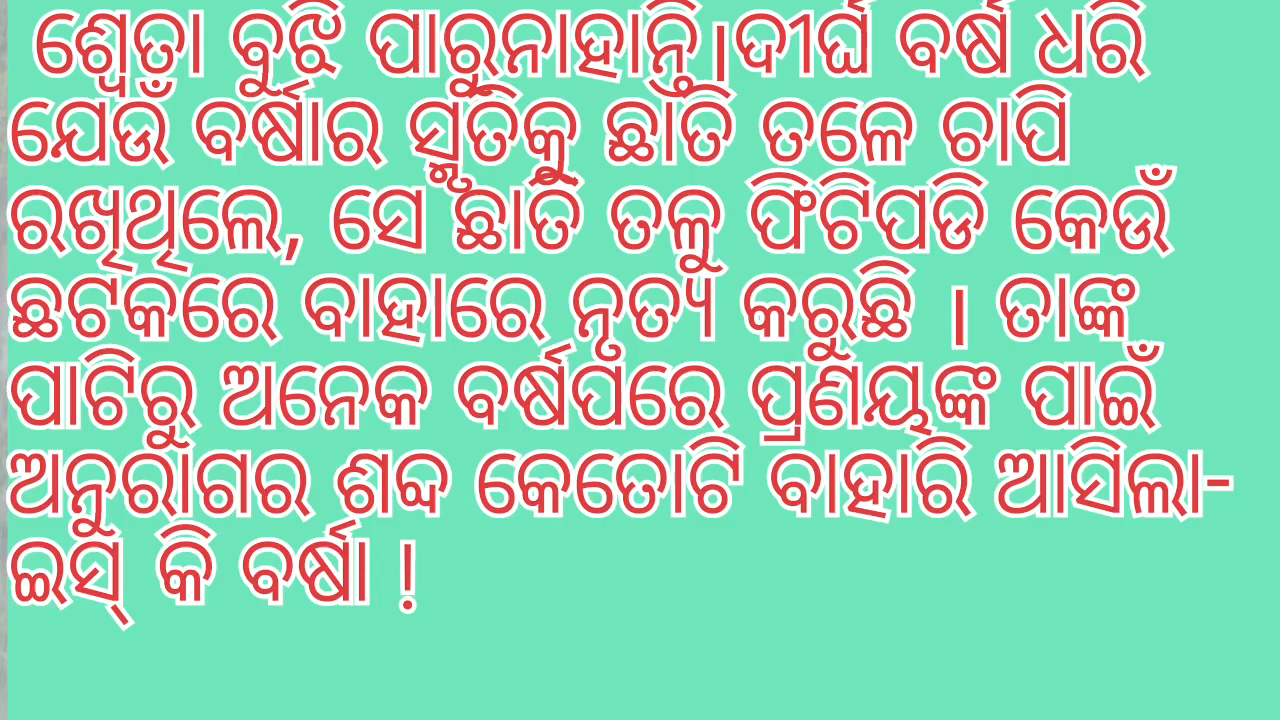 ଶ୍ୱେତା ବୁଝି ପାରୁନାହାନ୍ତି।ଦୀର୍ଘ ବର୍ଷ ଧରି
ଯେଉଁ ବର୍ଷାର ସ୍ମୃତିକୁ ଛାତି ତଳେ ଚାପି
ରଖିଥିଲେ, ସେ ଛାତି ତଳୁ ଫିଟିପଡି କେଉଁ
ଛଟକରେ ବାହାରେ ନୃତ୍ୟ କରୁଛି । ତାଙ୍କ
ପାଟିରୁ ଅନେକ ବର୍ଷପରେ ପ୍ରଣୟଙ୍କ ପାଇଁ
ଅନୁରାଗର ଶବ୍ଦ କେତୋଟି ବାହାରି ଆସିଲା-
ଇସ୍ କି ବର୍ଷା !